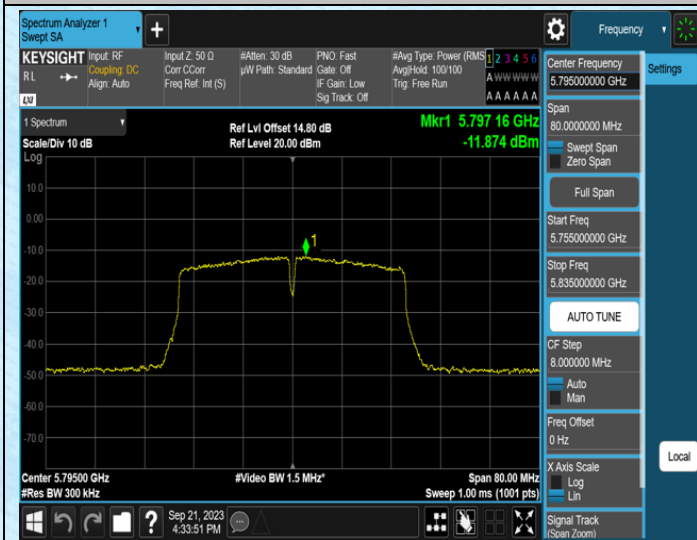 Spectrum Analyzer 1
Swept SA
+
Frequency
KEYSIGHT
R L
LXI
Input: RF
Coupling: DC
Align: Auto
Input Z: 50 Ω
Corr CCorr
Freq Ref: Int (S)
#Atten: 30 dB
µW Path: Standard
PNO: Fast
Gate: Off
IF Gain: Low
Sig Track: Off
#Avg Type: Power (RMS
Avg|Hold: 100/100
Trig: Free Run
1 2 3 4 5 6
A W W W W W
A A A A A A
1 Spectrum
Scale/Div 10 dB
Log
Ref Lvl Offset 14.80 dB
Ref Level 20.00 dBm
Mkr1 5.797 16 GHz
-11.874 dBm
10.0
0.00
-10.0
-20.0
-30.0
-40.0
-50.0
-60.0
-70.0
1
Center 5.79500 GHz
#Res BW 300 kHz
#Video BW 1.5 MHz*
Span 80.00 MHz
Sweep 1.00 ms (1001 pts)
?
Sep 21, 2023
4:33:51 PM
Center Frequency
5.795000000 GHz
Span
80.0000000 MHz
Swept Span
Zero Span
Full Span
Start Freq
5.755000000 GHz
Stop Freq
5.835000000 GHz
AUTO TUNE
CF Step
8.000000 MHz
Auto
Man
Freq Offset
0 Hz
X Axis Scale
Log
Lin
Signal Track
(Span Zoom)
Settings
Local